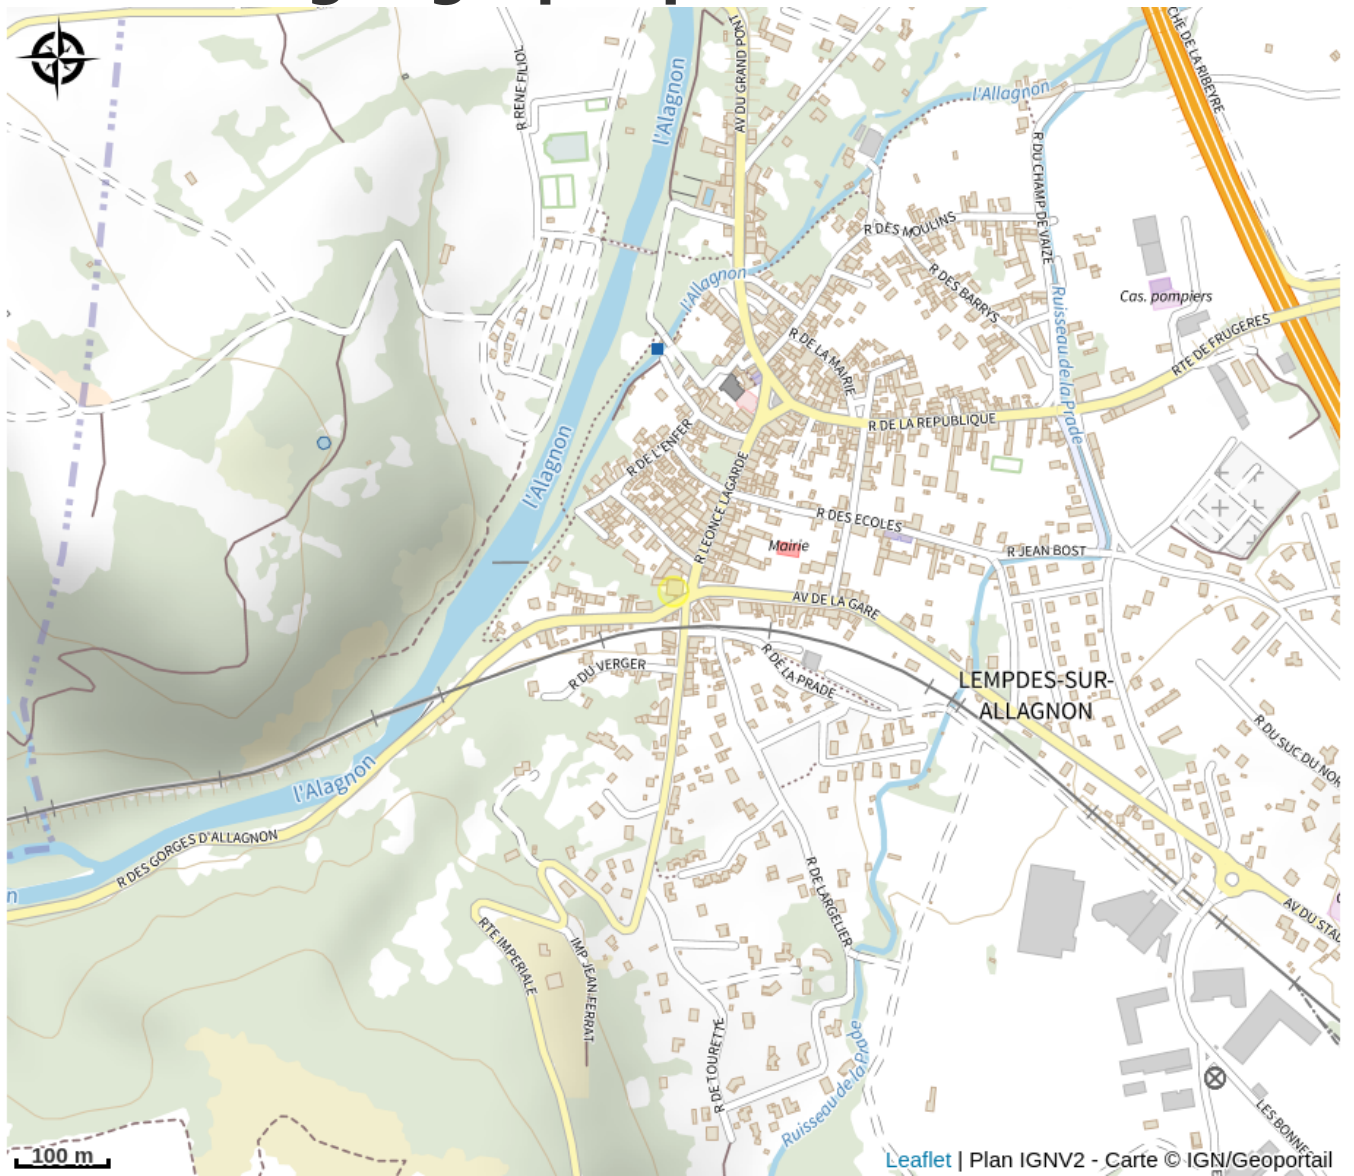 l'Alagnon
AV DU GRAND PONT
R RENE FILIOL
CHE DE LA RIBEYRE
l'Allagnon
R DU CHAMP DE VAIZE
R DES MOULINS
R DES BARRYS
l'Allagnon
Cas. pompiers
Ruisseau de la Prade
RTE DE FRUGERES
R DE LA MAIRIE
R DE LA REPUBLIQUE
R DE L'ENFER
l'Alagnon
R LEONCE LAGARDE
R DES ECOLES
Mairie
R JEAN BOST
AV DE LA GARE
R DU VERGER
R DE LA PRADE
LEMPDES-SUR-
ALLAGNON
R DU SUC DU NOR
l'Alagnon
R DES GORGES D'ALLAGNON
n
R DE LARGELIER
AV DU STAD
RTE IMPERIALE
IMP JEAN FERRAT
R DE TOURETTE
Ruisseau de la Prade
LES BONNE
100 m
Leaflet | Plan IGNV2 - Carte © IGN/Geoportail